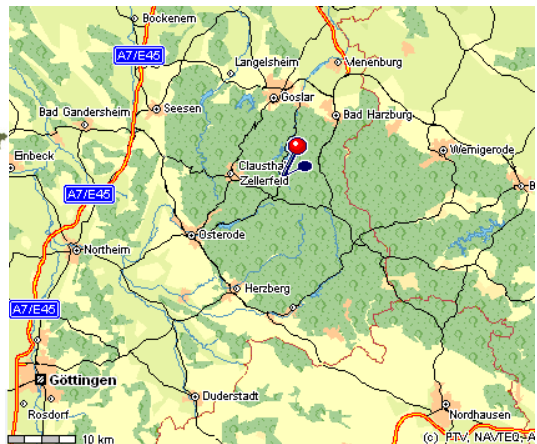 Bockenem
A7/E45
Langelsheim
Vienenburg
Goslar
Seesen
Bad Harzburg
Bad Gandersheim
Einbeck
Wernigerode
Clausthal
Zellerfeld
A7/E45
Osterode
Northeim
Herzberg
A7/E45
Göttingen
Duderstadt
Rosdorf
Nordhausen
10 km
(c) PTV, NAVTEQ,